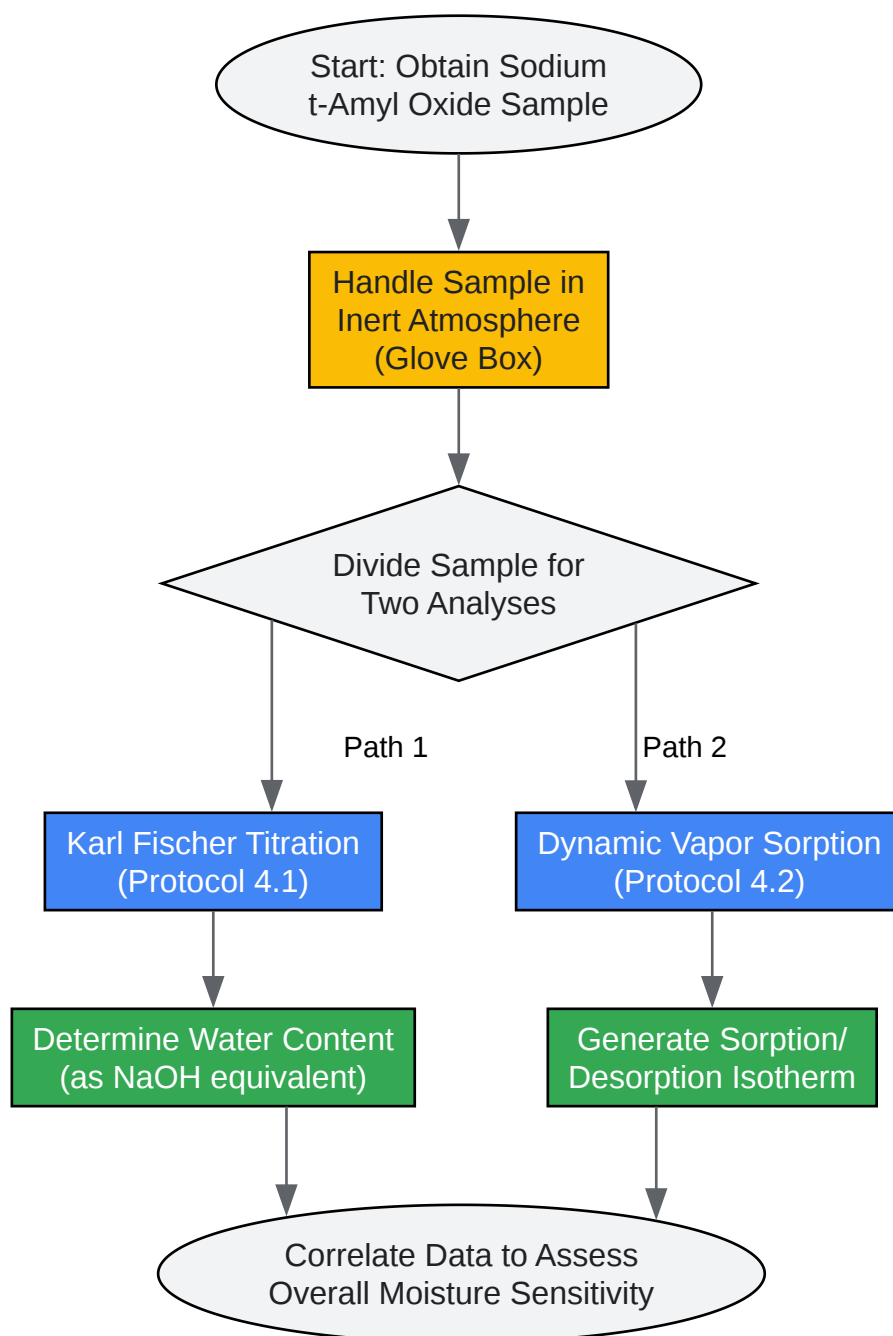 Start: Obtain Sodium
t-Amyl Oxide Sample
Handle Sample in
Inert Atmosphere
(Glove Box)
Divide Sample for
Two Analyses
Path 1
Path 2
Karl Fischer Titration
(Protocol 4.1)
Dynamic Vapor Sorption
(Protocol 4.2)
Determine Water Content
(as NaOH equivalent)
Generate Sorption/
Desorption Isotherm
Correlate Data to Assess
Overall Moisture Sensitivity